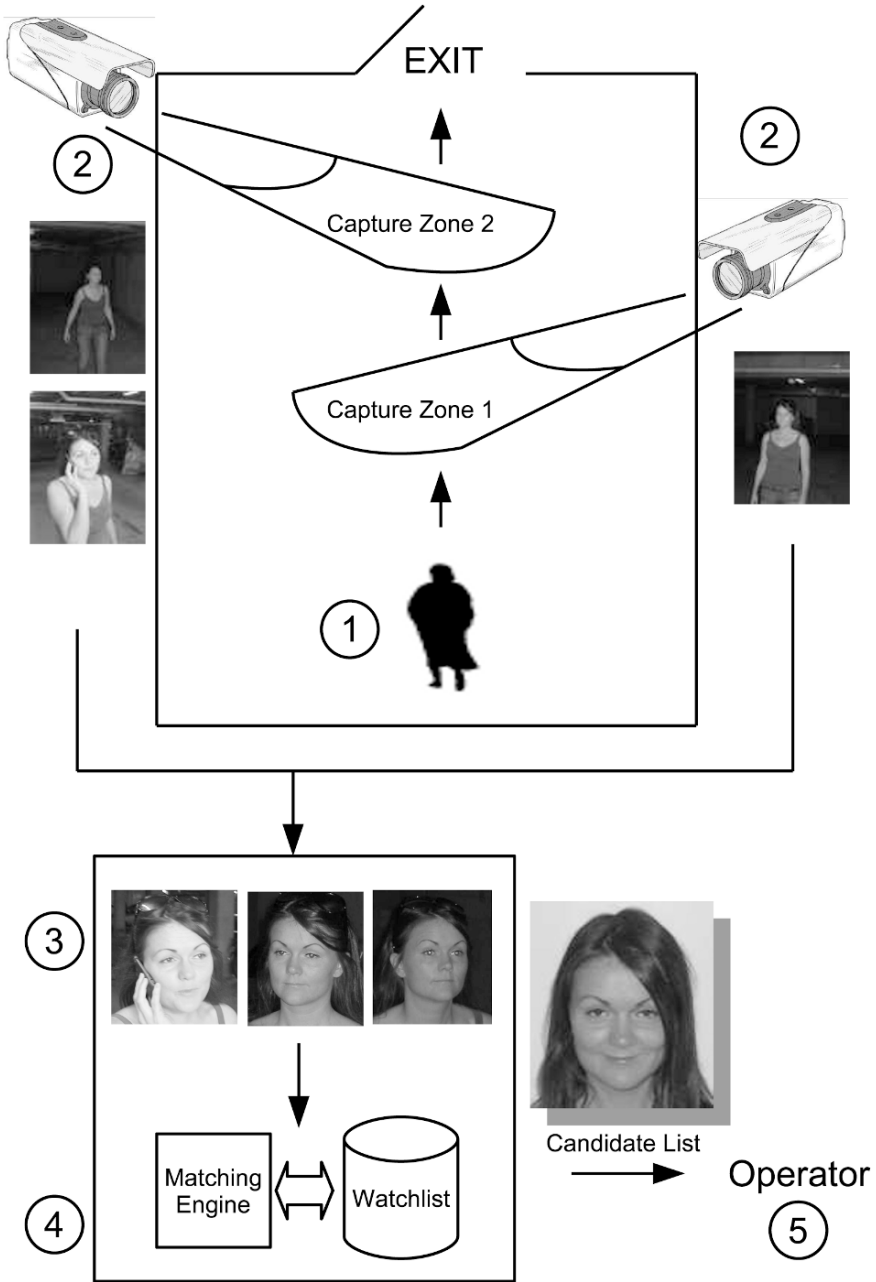 EXIT
2
2
Capture Zone 2
Capture Zone 1
1
3
Matching
Engine
Watchlist
4
Candidate List
Operator
5